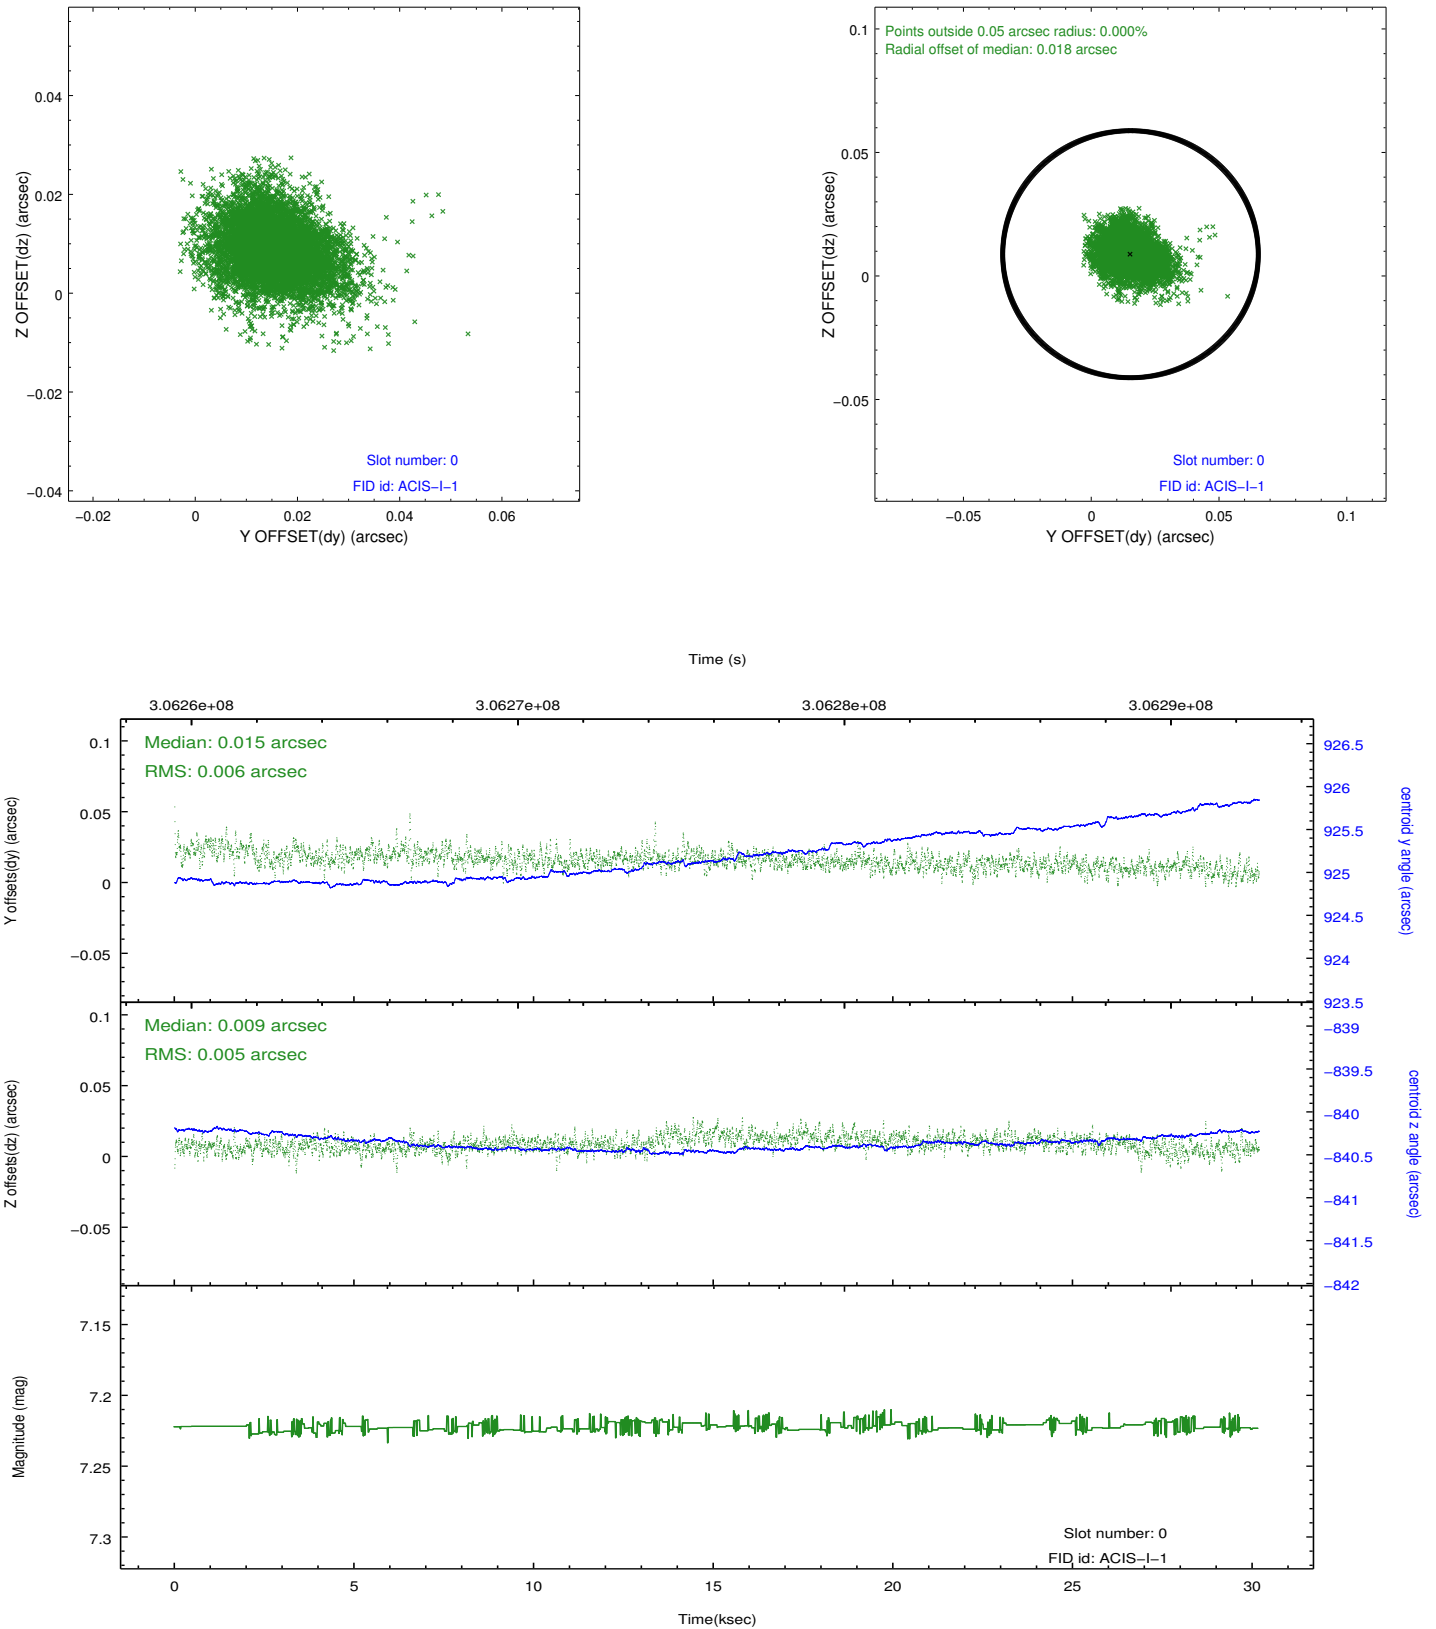 0.04
0.02
0
−0.02
−0.04
Z OFFSET(dz) (arcsec)
Slot number: 0
FID id: ACIS−I−1
−0.02 0 0.02 0.04 0.06
Y OFFSET(dy) (arcsec)
Points outside 0.05 arcsec radius: 0.000%
Radial offset of median: 0.018 arcsec
0.1
0.05
0
−0.05
Z OFFSET(dz) (arcsec)
Slot number: 0
FID id: ACIS−I−1
−0.05 0 0.05 0.1
Y OFFSET(dy) (arcsec)
Time (s)
3.0626e+08 3.0627e+08 3.0628e+08 3.0629e+08
Median: 0.015 arcsec
RMS: 0.006 arcsec
0.1
0.05
0
−0.05
Y offsets(dy) (arcsec)
926.5
926
925.5
925
924.5
924
923.5
centroid y angle (arcsec)
Median: 0.009 arcsec
RMS: 0.005 arcsec
0.1
0.05
0
−0.05
Z offsets(dz) (arcsec)
−839
−839.5
−840
−840.5
−841
−841.5
−842
centroid z angle (arcsec)
7.15
7.2
7.25
7.3
Magnitude (mag)
Slot number: 0
FID id: ACIS−I−1
0 5 10 15 20 25 30
Time(ksec)